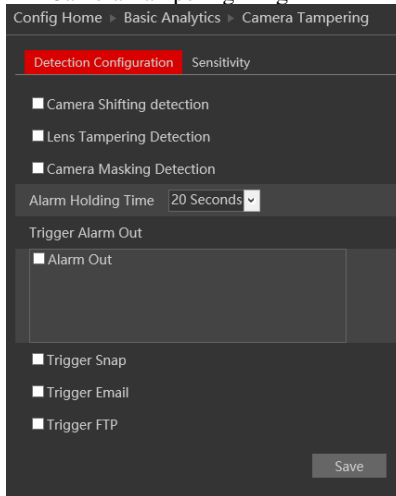 Config Home ▸ Basic Analytics ▸ Camera Tampering
Detection Configuration Sensitivity
Camera Shifting detection
Lens Tampering Detection
Camera Masking Detection
Alarm Holding Time 20 Seconds
Trigger Alarm Out
Alarm Out
Trigger Snap
Trigger Email
Trigger FTP
Save